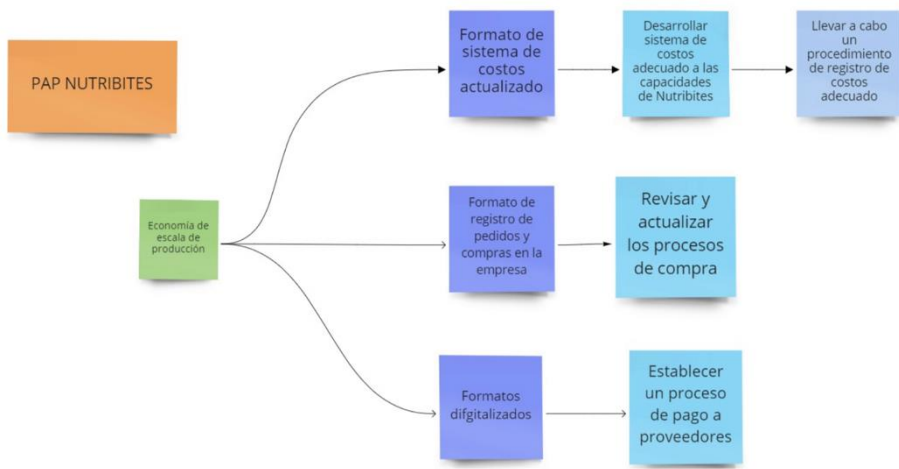 PAP NUTRIBITES
Formato de
sistema de
costos
actualizado
Desarrollar
sistema de
costos
adecuado a las
capacidades
de Nutribites
Llevar a cabo
un
procedimiento
de registro de
costos
adecuado
Economía de
escala de
producción
Formato de
registro de
pedidos y
compras en la
empresa
Revisar y
actualizar
los procesos
de compra
Formatos
difgitalizados
Establecer
un proceso
de pago a
proveedores